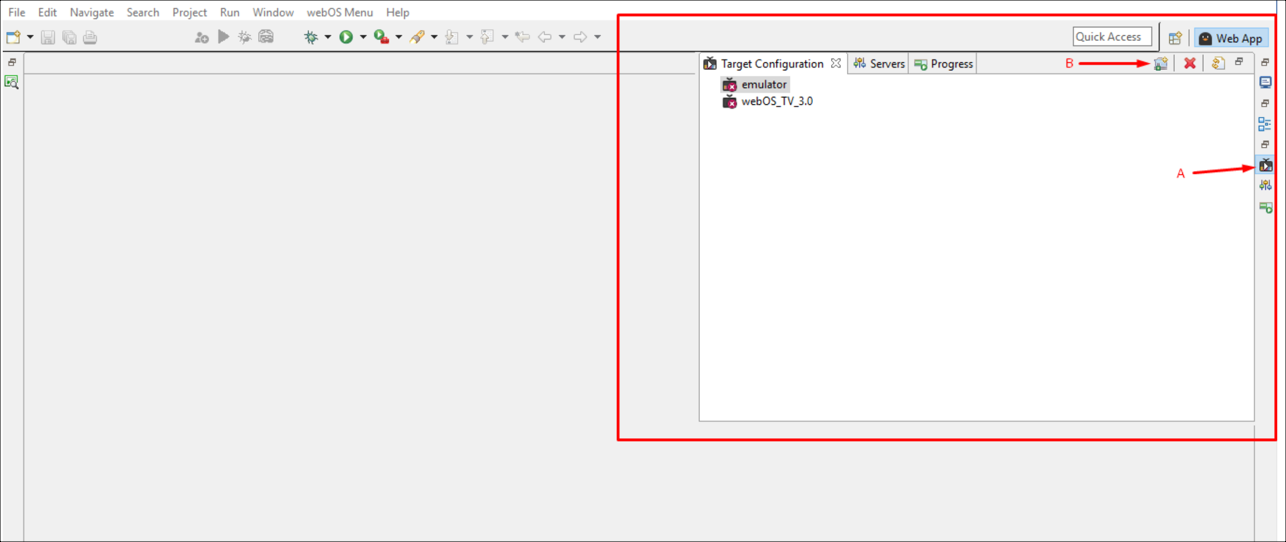 File Edit Navigate Search Project Run Window webOS Menu Help
Quick Access
Web App
Target Configuration Servers Progress
B
emulator
webOS_TV_3.0
A